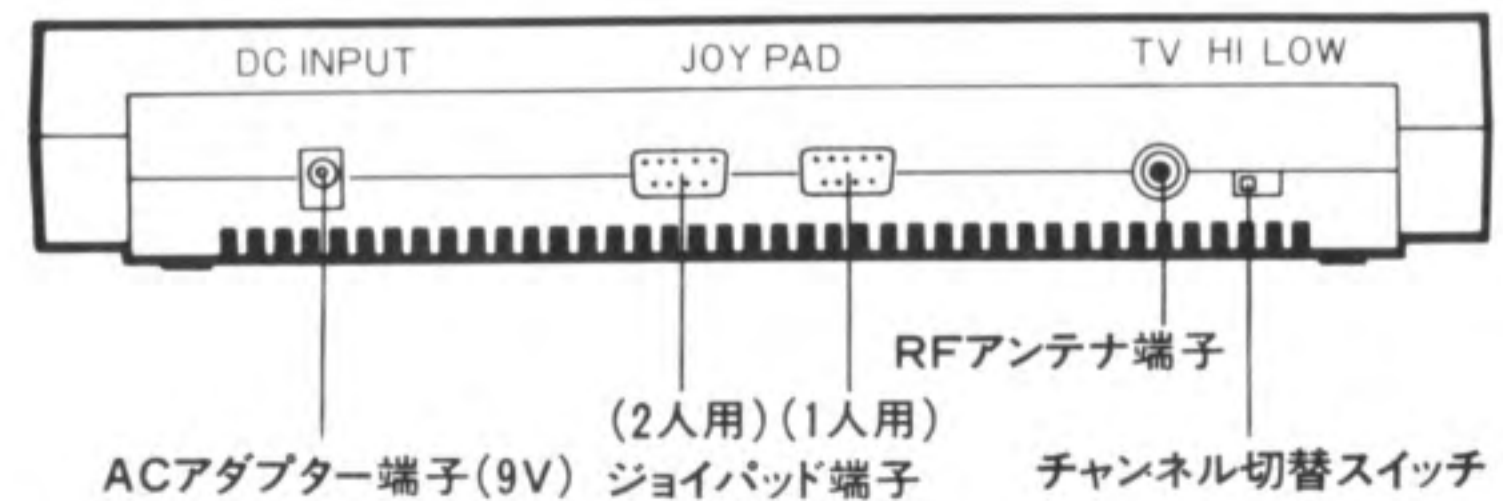 DC INPUT JOY PAD TV HI LOW
RFアンテナ端子
(2人用)(1人用)
ACアダプター端子(9V) ジョイパッド端子 チャンネル切替スイッチ